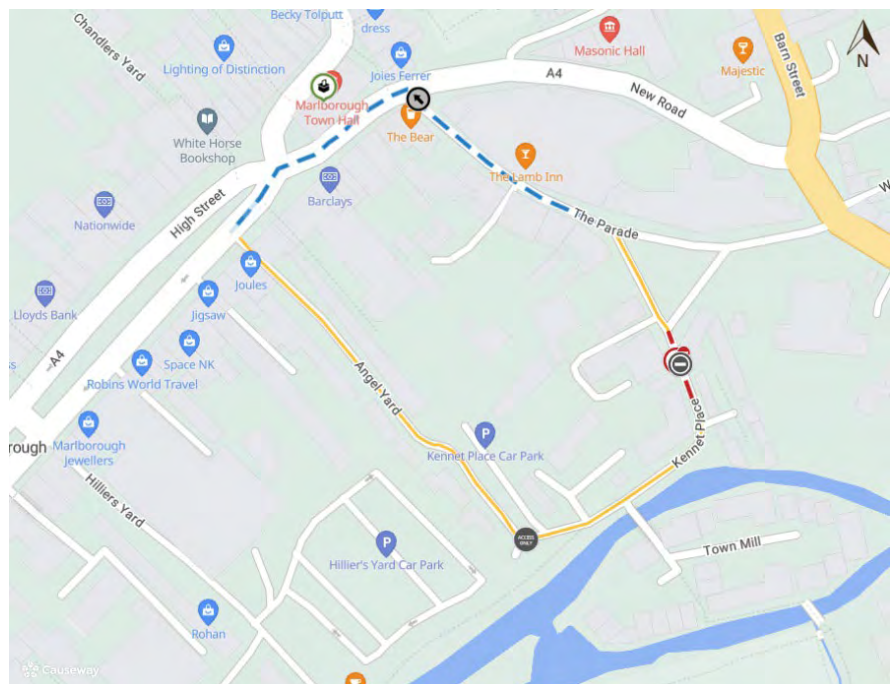 Becky Tolputt
dress
Chandlers Yard
Lighting of Distinction
Joies Ferrer
Masonic Hall
Barn Street
N
A4
Majestic
New Road
Marlborough
Town Hall
The Bear
White Horse
Bookshop
The Lamb Inn
Barclays
Nationwide
High Street
The Parade
W
Joules
Lloyds Bank
Jigsaw
ss
A4
Space NK
Robins World Travel
Angel Yard
Kennet Place
rough
Marlborough
Jewellers
Kennet Place Car Park
P
Hilliers Yard
P
ACCESS
ONLY
Town Mill
Hillier's Yard Car Park
Rohan
Causeway